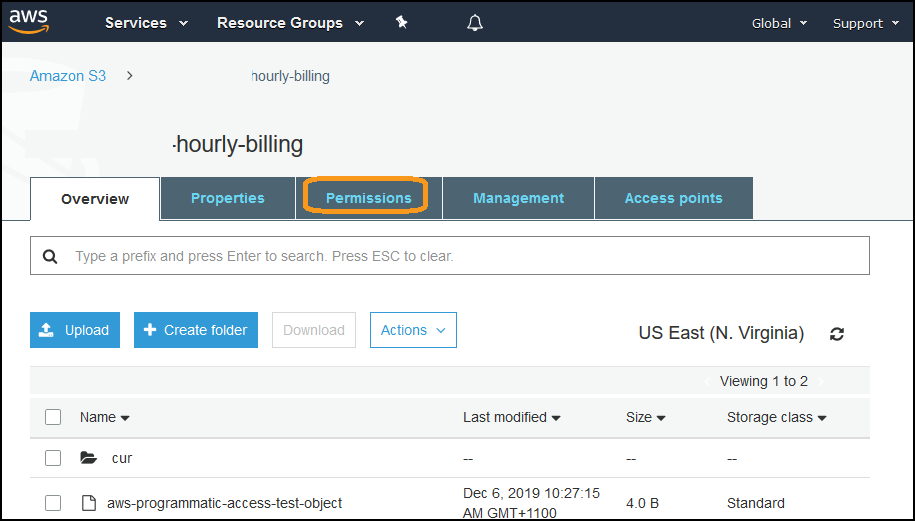 aws Services Resource Groups Global Support
Amazon S3 > hourly-billing
-hourly-billing
Overview Properties Permissions Management Access points
Type a prefix and press Enter to search. Press ESC to clear.
Upload + Create folder Download Actions US East (N. Virginia)
Viewing 1 to 2
Name Last modified Size Storage class
cur -- -- --
aws-programmatic-access-test-object Dec 6, 2019 10:27:15 4.0 B Standard
AM GMT+1100